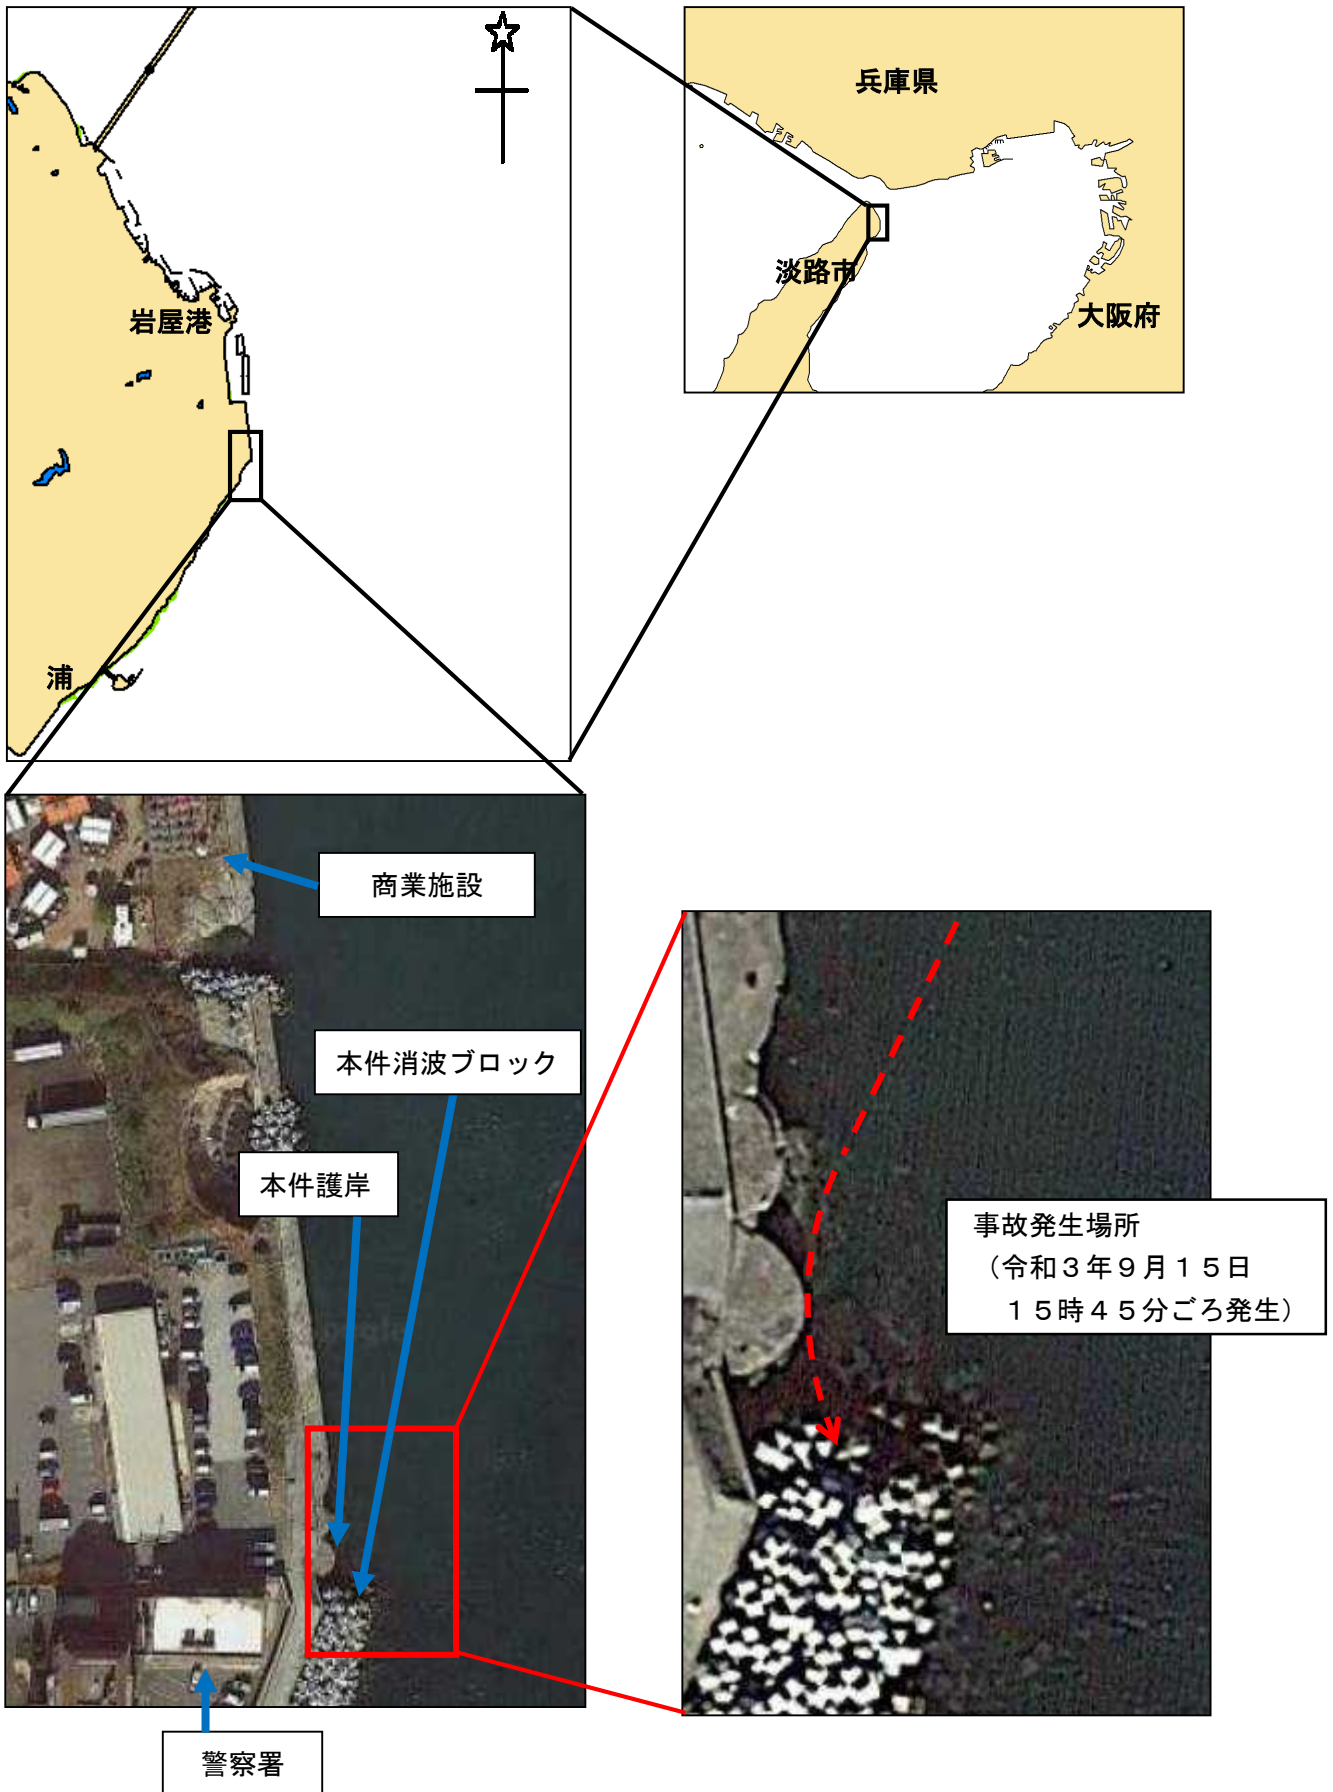 兵庫県
淡路市
大阪府
岩屋港
浦
商業施設
本件消波ブロック
本件護岸
事故発生場所
（令和３年９月１５日
１５時４５分ごろ発生）
警察署